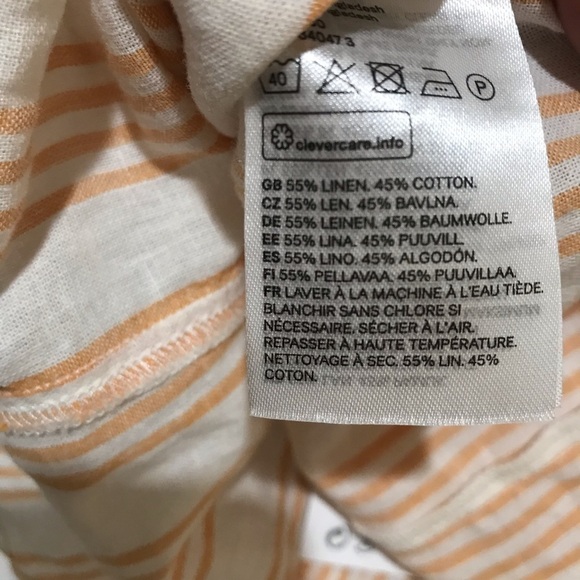 84047 3
40
P
clevercare.info
GB 55% LINEN. 45% COTTON.
CZ 55% LEN. 45% BAVLNA.
DE 55% LEINEN. 45% BAUMWOLLE.
EE 55% LINA. 45% PUUVILL.
ES 55% LINO. 45% ALGODÓN.
FI 55% PELLAVAA. 45% PUUVILLAA.
FR LAVER À LA MACHINE À L'EAU TIÈDE.
BLANCHIR SANS CHLORE SI
NÉCESSAIRE. SÉCHER À L'AIR.
REPASSER À HAUTE TEMPÉRATURE.
NETTOYAGE À SEC. 55% LIN. 45%
COTON.